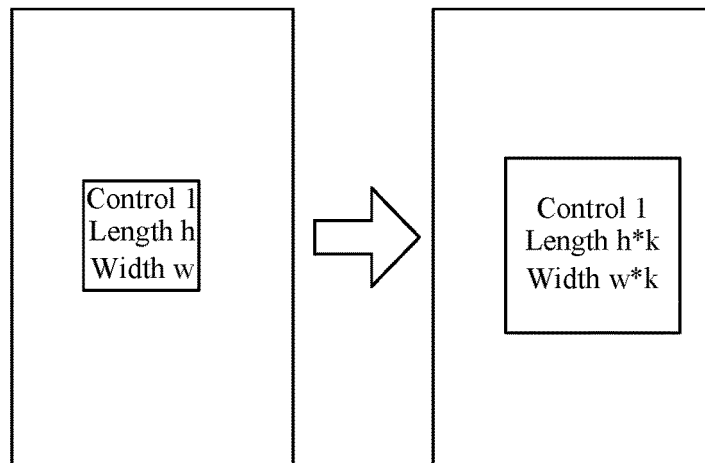 Control 1
Length h
Width w
Control 1
Length h*k
Width w*k